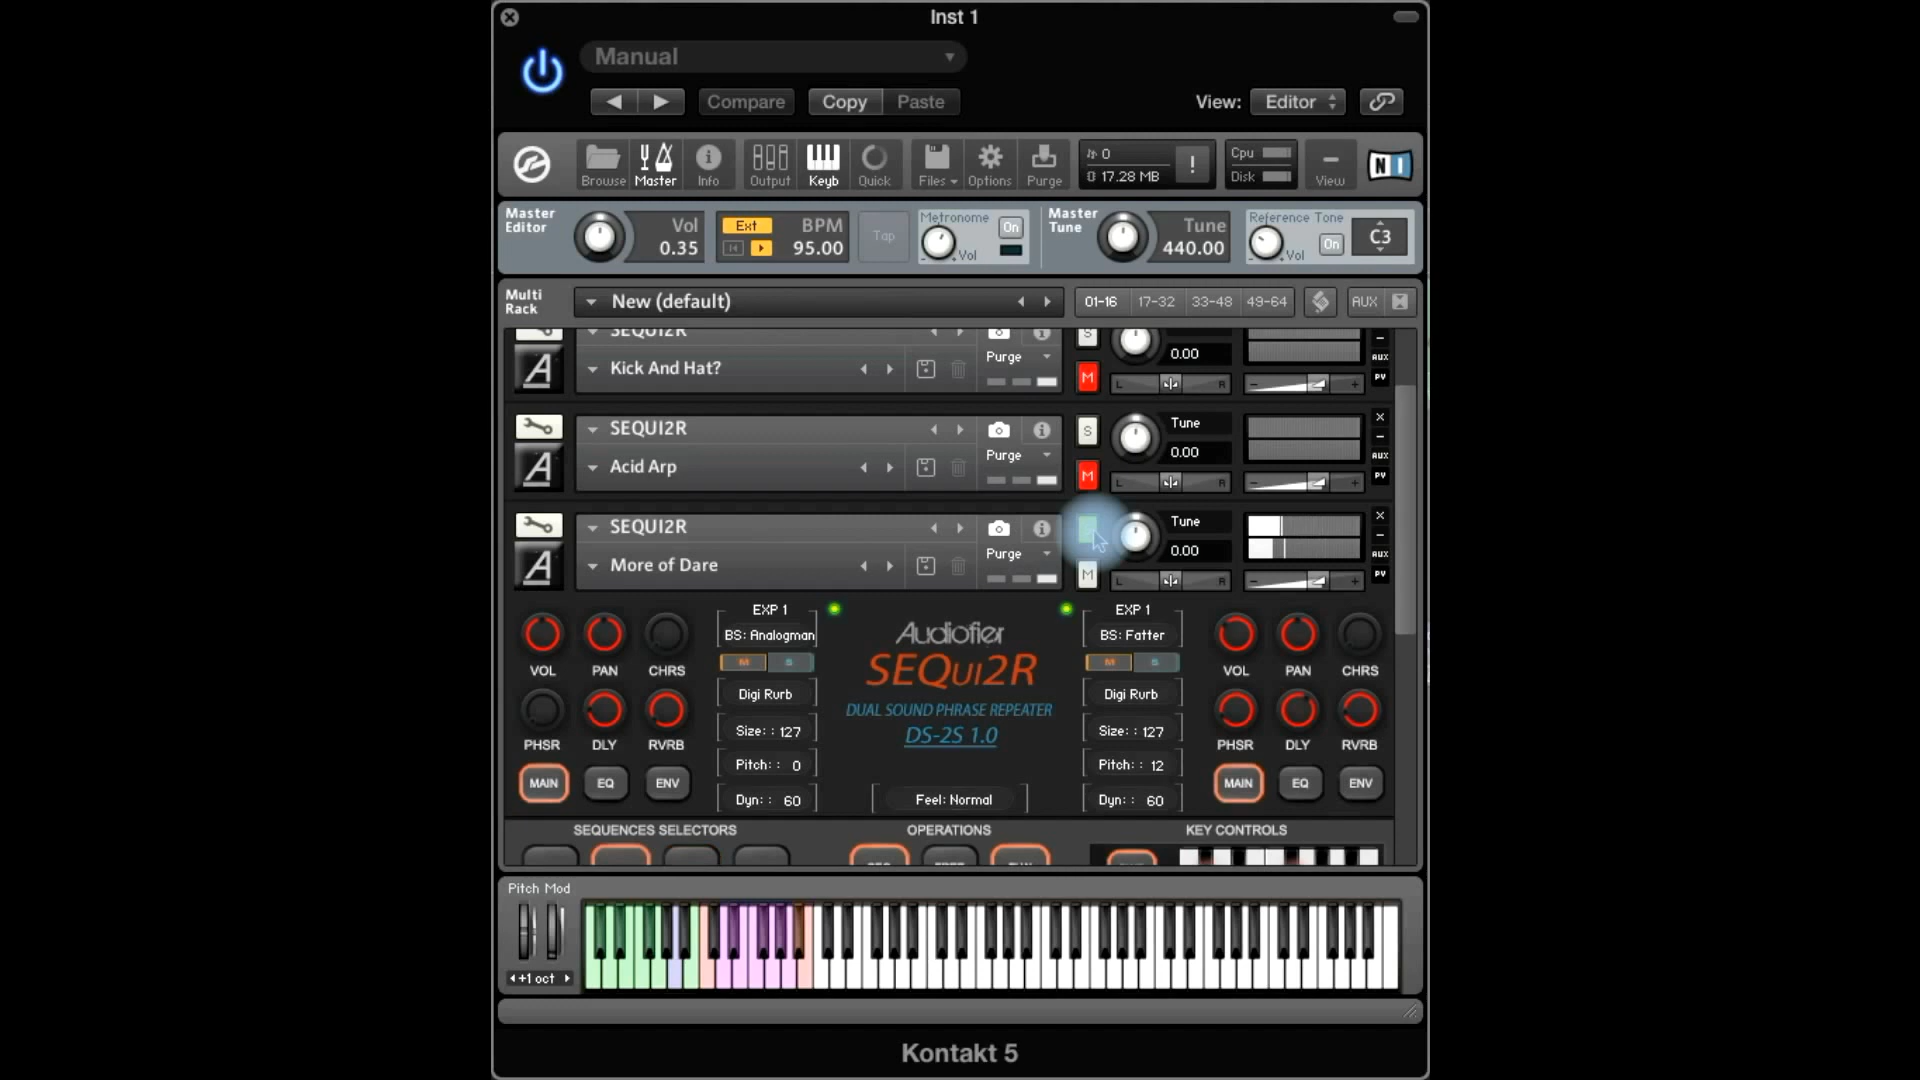 Inst 1
Manual
Compare Copy Paste View: Editor
Browse Master Info Output Keyb Quick Files Options Purge 0 17.28 MB ! Cpu Disk View NI
Master Editor Vol 0.35 Ext BPM 95.00 Tap Metronome On Vol Master Tune Tune 440.00 Reference Tone On Vol C3
Multi Rack New (default) 01-16 17-32 33-48 49-64 AUX
SEQUI2R S
Kick And Hat? Purge M 0.00 L R - + AUX PV
SEQUI2R S Tune
Acid Arp Purge M 0.00 L R - + AUX PV
SEQUI2R Tune
More of Dare Purge M 0.00 L R - + AUX PV
EXP 1 EXP 1
BS: Analogman Audiofier BS: Fatter
M S SEQUI2R M S
VOL PAN CHRS VOL PAN CHRS
Digi Rurb DUAL SOUND PHRASE REPEATER Digi Rurb
Size: : 127 DS-2S 1.0 Size: : 127
PHSR DLY RVRB PHSR DLY RVRB
Pitch: : 0 Pitch: : 12
MAIN EQ ENV MAIN EQ ENV
Dyn: : 60 Feel: Normal Dyn: : 60
SEQUENCES SELECTORS OPERATIONS KEY CONTROLS
Pitch Mod
+1 oct
Kontakt 5